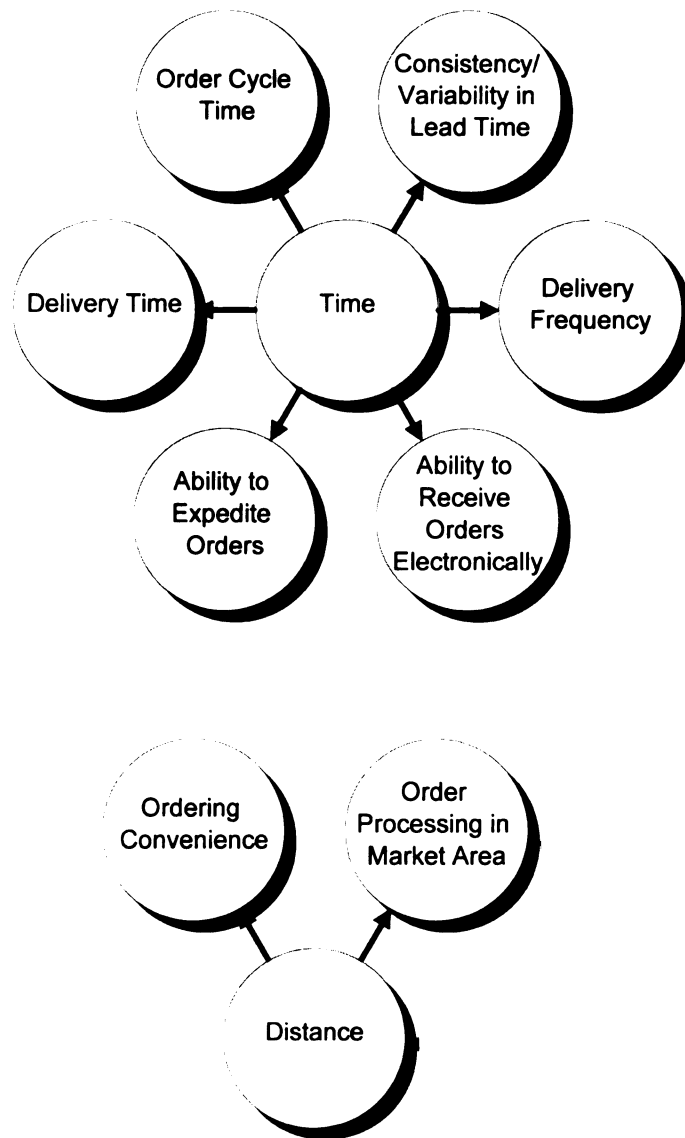 Order Cycle
Time
Consistency/
Variability in
Lead Time
Delivery Time
Time
Delivery
Frequency
Ability to
Expedite
Orders
Ability to
Receive
Orders
Electronically
Ordering
Convenience
Order
Processing in
Market Area
Distance